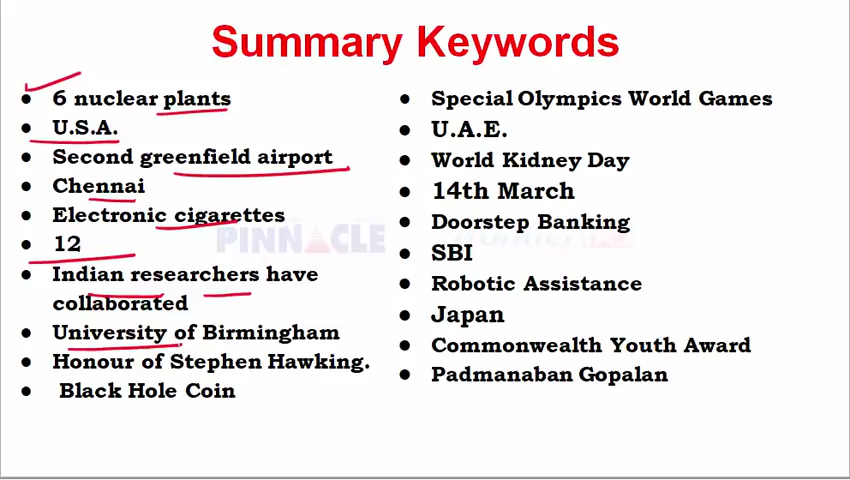 Summary Keywords
• 6 nuclear plants
• U.S.A.
• Second greenfield airport
• Chennai
• Electronic cigarettes
• 12
• Indian researchers have
collaborated
• University of Birmingham
• Honour of Stephen Hawking.
• Black Hole Coin
• Special Olympics World Games
• U.A.E.
• World Kidney Day
• 14th March
• Doorstep Banking
• SBI
• Robotic Assistance
• Japan
• Commonwealth Youth Award
• Padmanaban Gopalan
PINNACLE